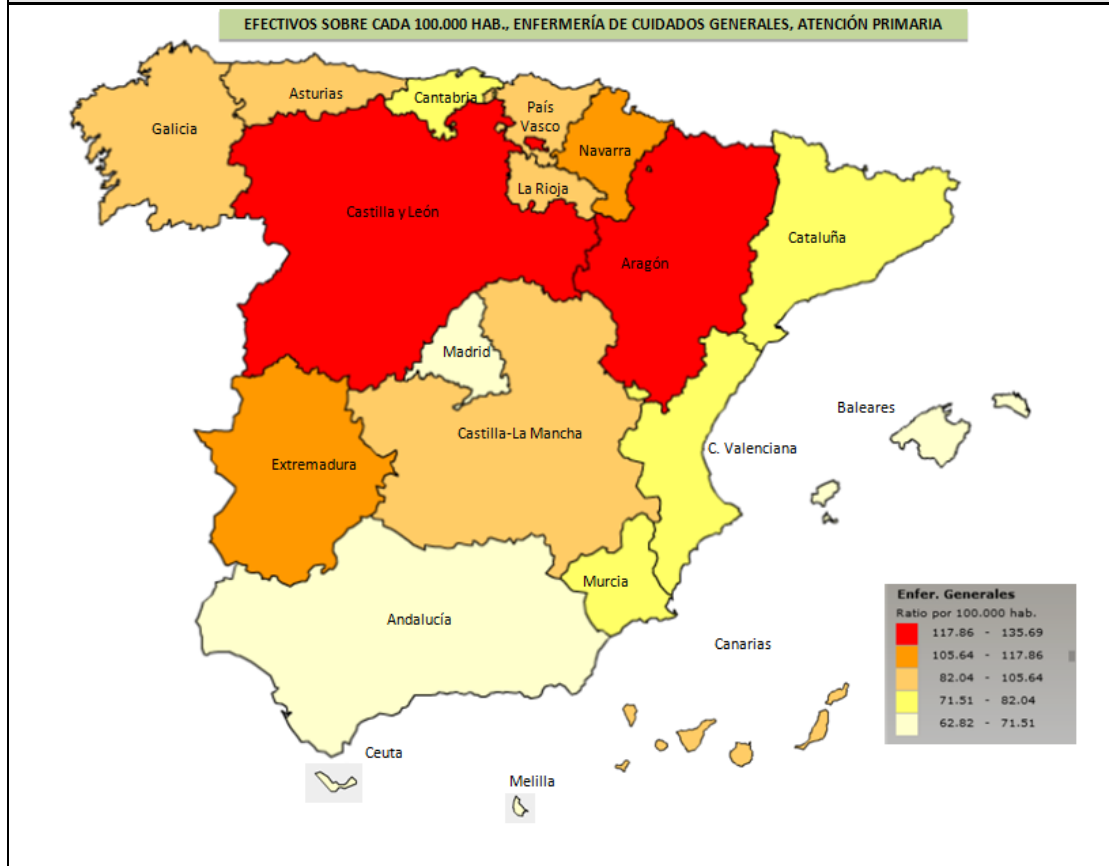 EFECTIVOS SOBRE CADA 100.000 HAB., ENFERMERÍA DE CUIDADOS GENERALES, ATENCIÓN PRIMARIA
Asturias
Cantabria
País
Vasco
Galicia
Navarra
La Rioja
Castilla y León
Cataluña
Aragón
Madrid
Baleares
Castilla-La Mancha
C. Valenciana
Extremadura
Murcia
Andalucía
Canarias
Enfer. Generales
Ratio por 100.000 hab.
117.86 - 135.69
105.64 - 117.86
82.04 - 105.64
71.51 - 82.04
62.82 - 71.51
Ceuta
Melilla